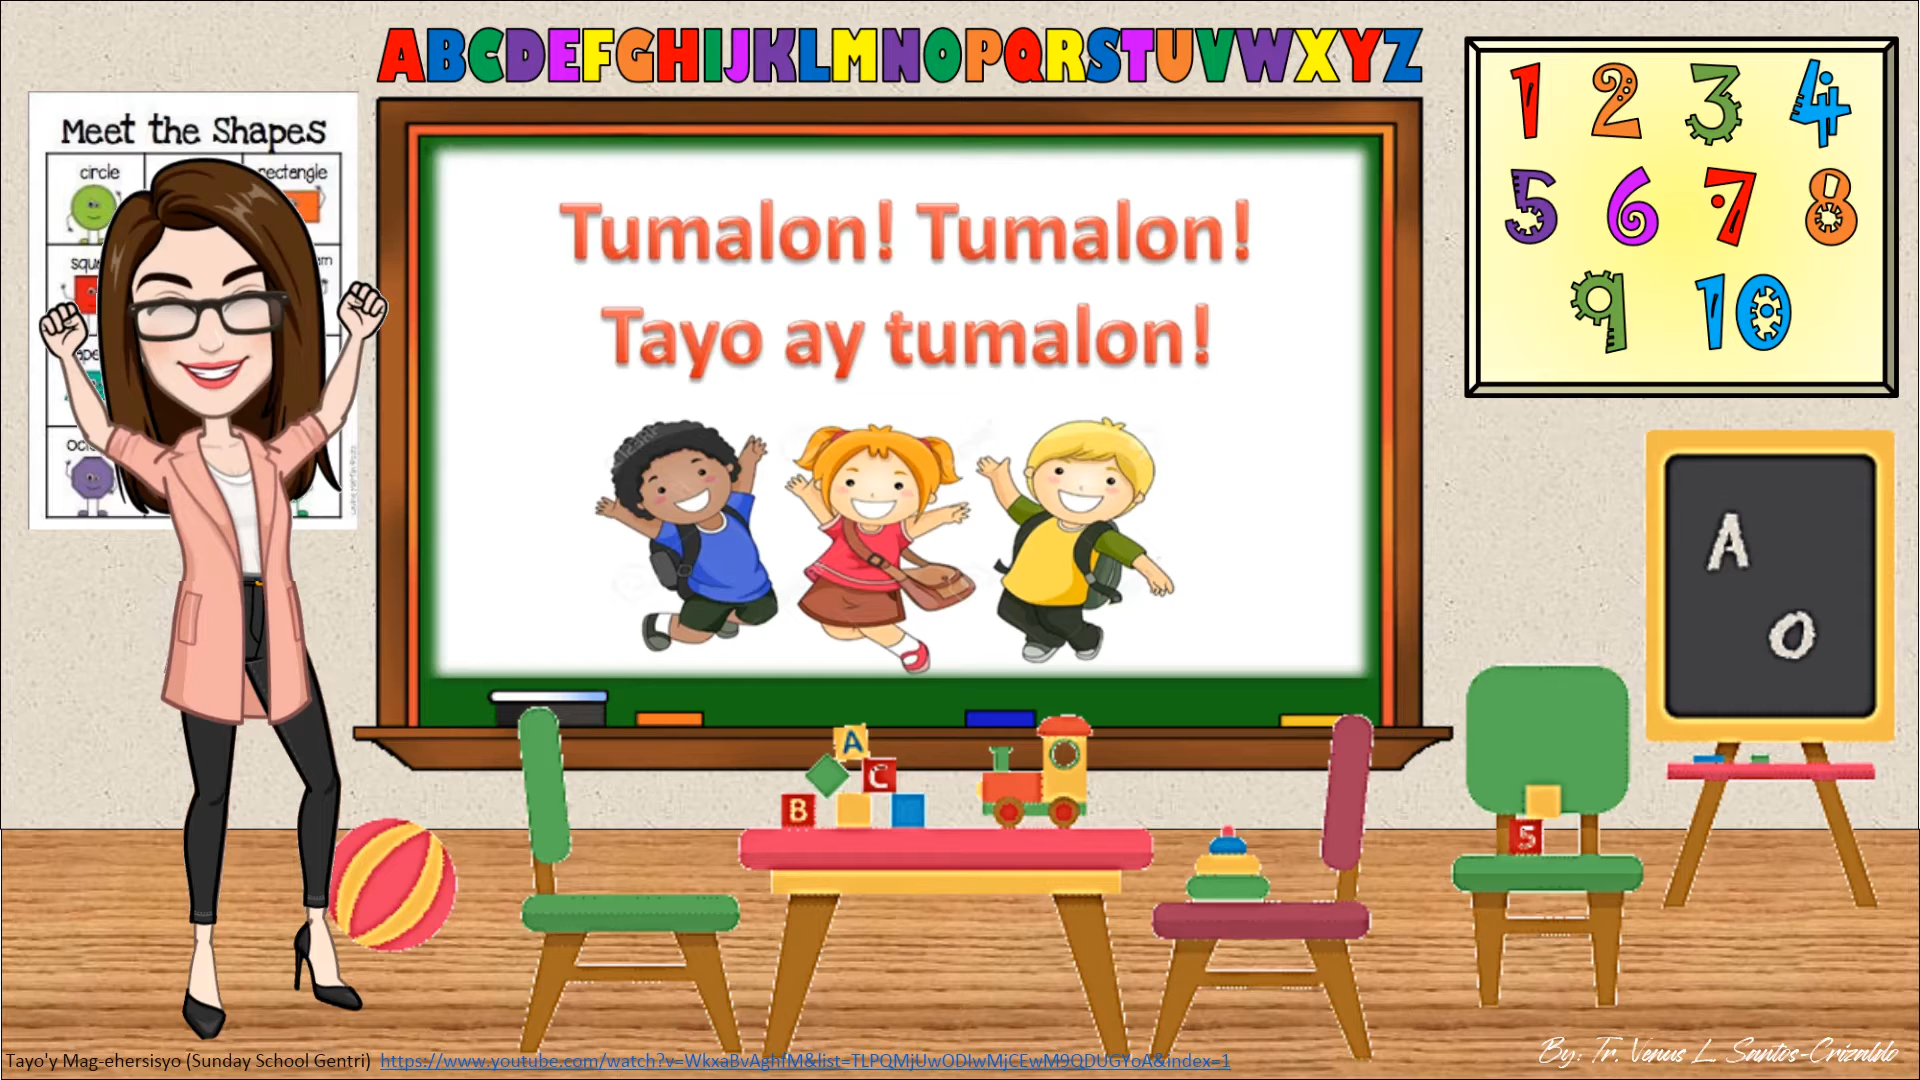 ABCDEFGHIJKLMNOPQRSTUVWXYZ
Meet the Shapes
circle
rectangle
Tumalon! Tumalon!
Tayo ay tumalon!
1 2 3 4
5 6 7 8
9 10
A
O
A
C
B
S
Tayo'y Mag-ehersisyo (Sunday School Gentri) https://www.youtube.com/watch?v=WkxaBvAghfM&list=TLPQMjUwODIwMjCEwM9QDUGYoA&index=1
By: Tr. Venus L. Santos-Crizaldo